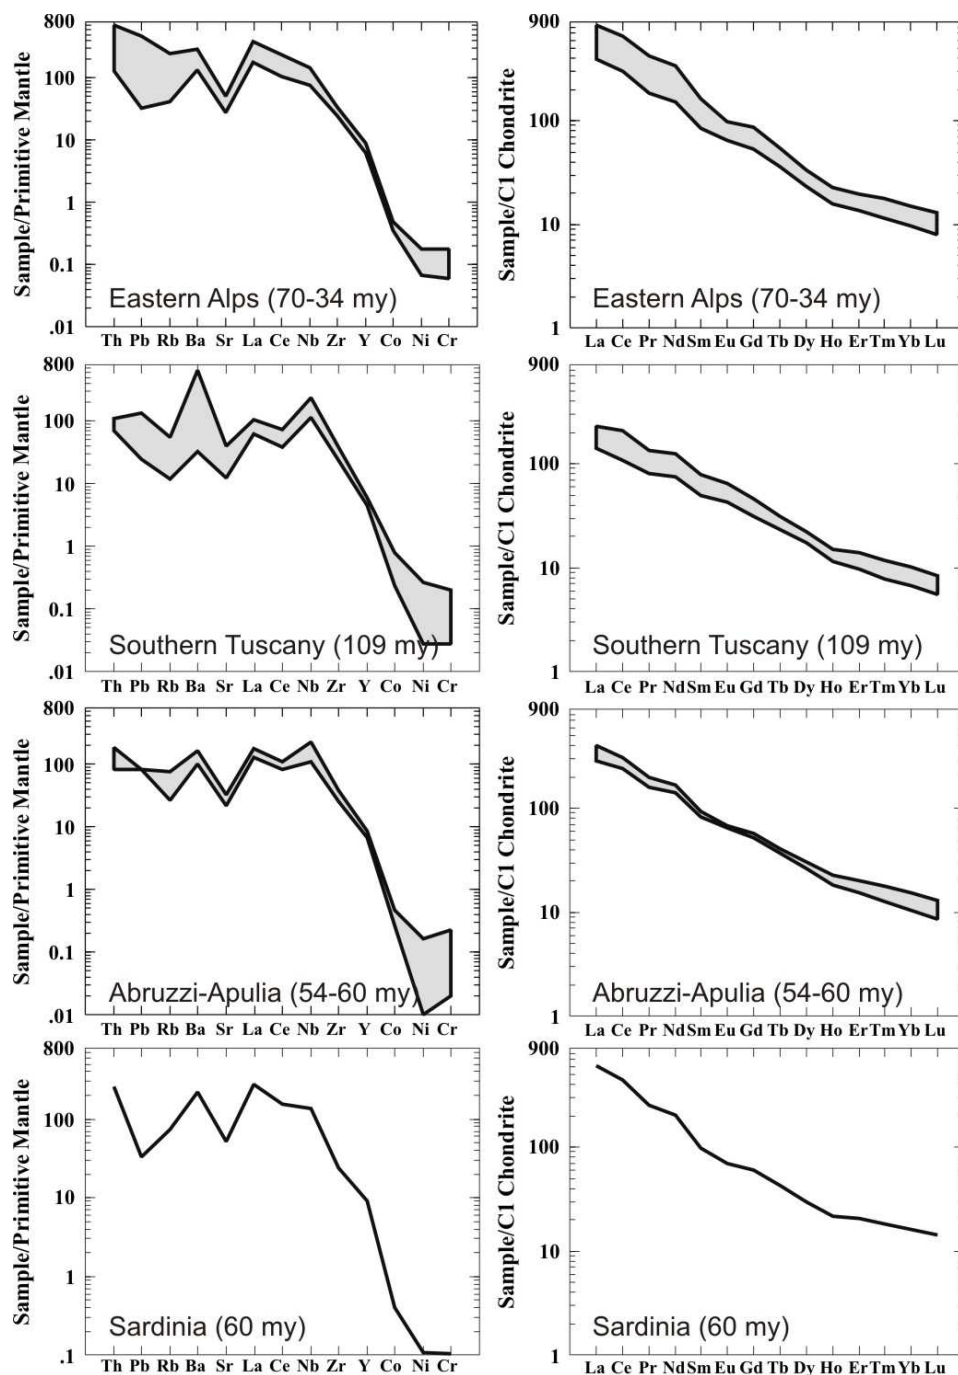 Sample/Primitive Mantle
800
100
10
1
0.1
.01
Eastern Alps (70-34 my)
Th Pb Rb Ba Sr La Ce Nb Zr Y Co Ni Cr
Sample/C1 Chondrite
900
100
10
1
Eastern Alps (70-34 my)
La Ce Pr Nd Sm Eu Gd Tb Dy Ho Er Tm Yb Lu
Sample/Primitive Mantle
800
100
10
1
0.1
.01
Southern Tuscany (109 my)
Th Pb Rb Ba Sr La Ce Nb Zr Y Co Ni Cr
Sample/C1 Chondrite
900
100
10
1
Southern Tuscany (109 my)
La Ce Pr Nd Sm Eu Gd Tb Dy Ho Er Tm Yb Lu
Sample/Primitive Mantle
800
100
10
1
0.1
.01
Abruzzi-Apulia (54-60 my)
Th Pb Rb Ba Sr La Ce Nb Zr Y Co Ni Cr
Sample/C1 Chondrite
900
100
10
1
Abruzzi-Apulia (54-60 my)
La Ce Pr Nd Sm Eu Gd Tb Dy Ho Er Tm Yb Lu
Sample/Primitive Mantle
800
100
10
1
.1
Sardinia (60 my)
Th Pb Rb Ba Sr La Ce Nb Zr Y Co Ni Cr
Sample/C1 Chondrite
900
100
10
1
Sardinia (60 my)
La Ce Pr Nd Sm Eu Gd Tb Dy Ho Er Tm Yb Lu